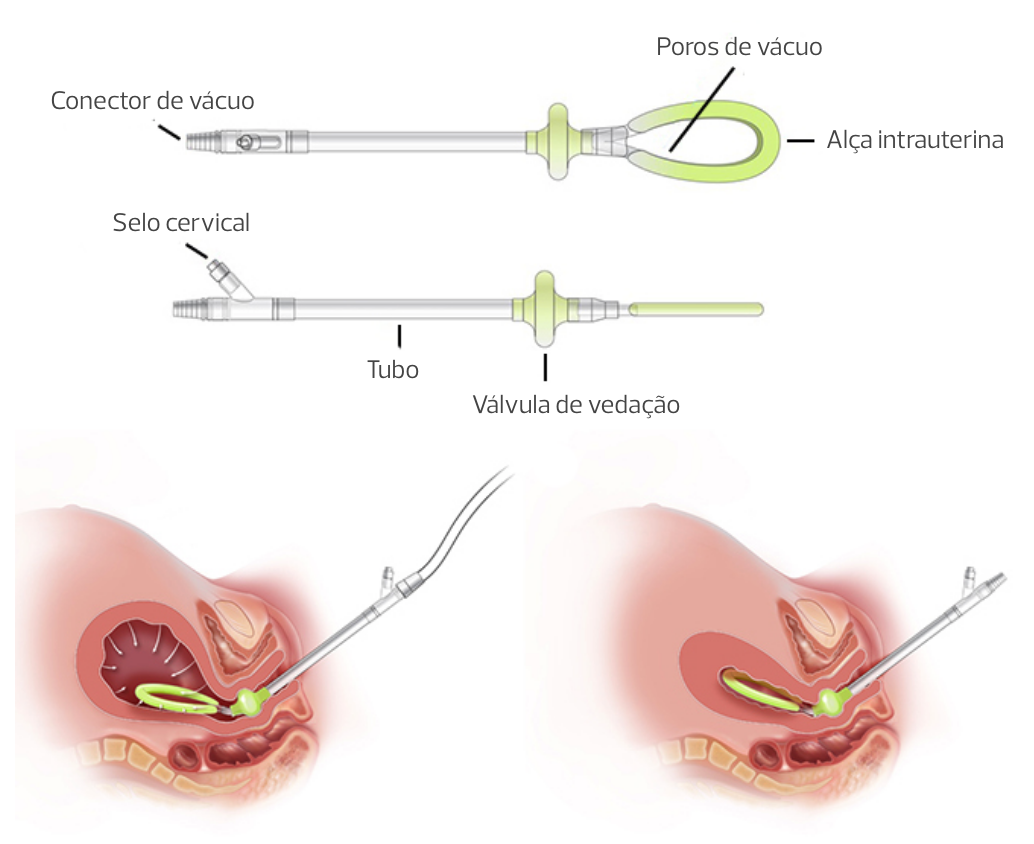 Poros de vácuo
Conector de vácuo
Alça intrauterina
Selo cervical
Tubo
Válvula de vedação